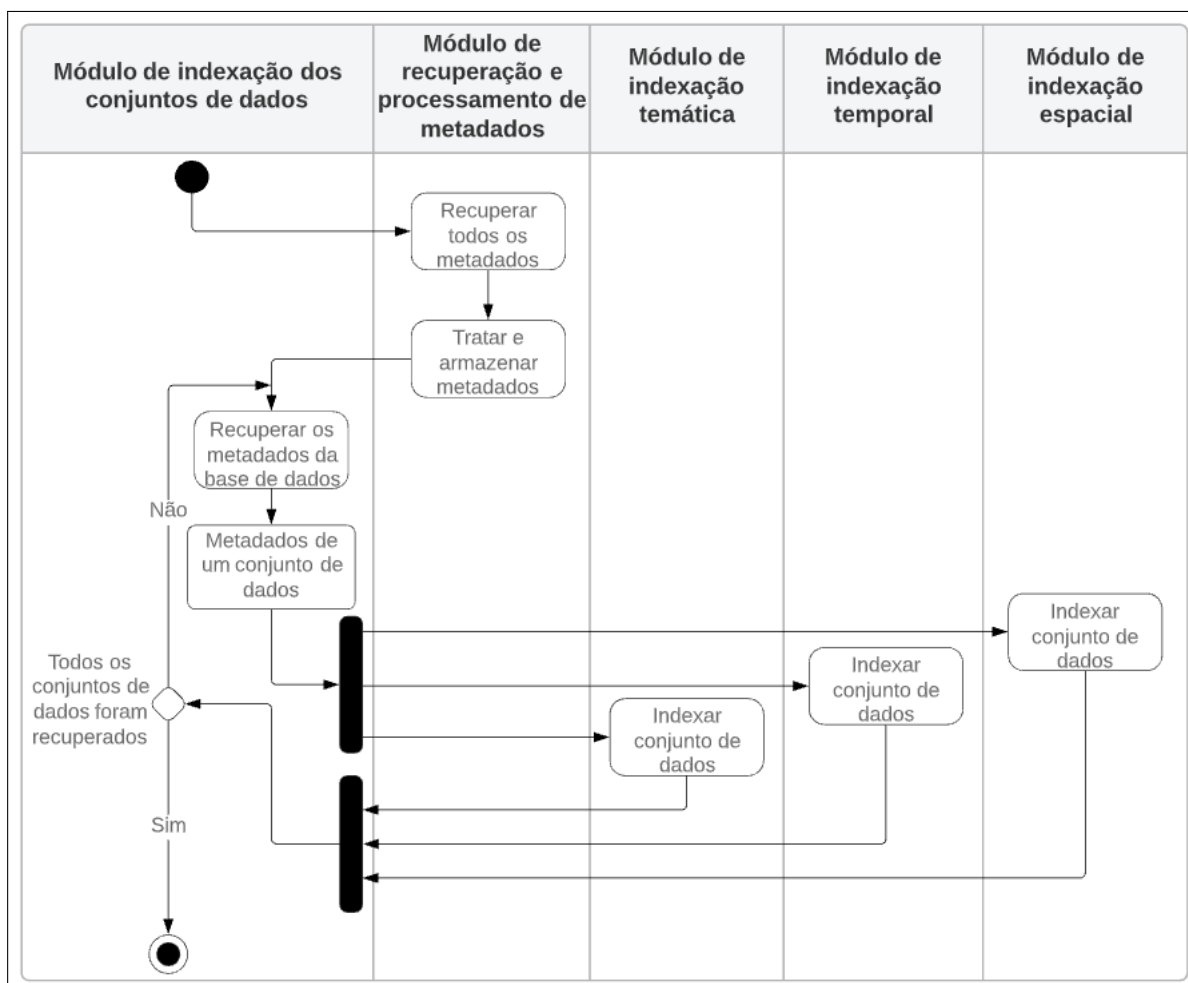 Módulo de indexação dos
conjuntos de dados
Módulo de
recuperação e
processamento de
metadados
Módulo de
indexação
temática
Módulo de
indexação
temporal
Módulo de
indexação
espacial
Recuperar
todos os
metadados
Tratar e
armazenar
metadados
Recuperar os
metadados da
base de dados
Não
Metadados de
um conjunto de
dados
Indexar
conjunto de
dados
Indexar
conjunto de
dados
Indexar
conjunto de
dados
Todos os
conjuntos de
dados foram
recuperados
Sim